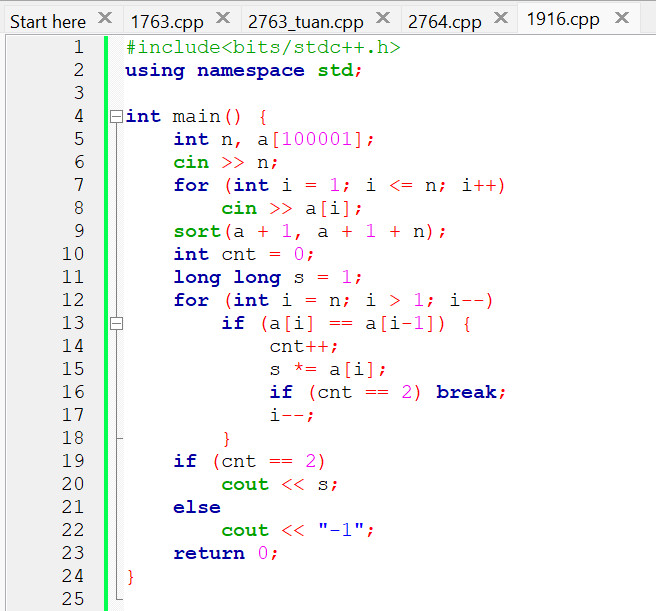 Start here 1763.cpp 2763_tuan.cpp 2764.cpp 1916.cpp
1 #include<bits/stdc++.h>
2 using namespace std;
3
4 int main() {
5     int n, a[100001];
6     cin >> n;
7     for (int i = 1; i <= n; i++)
8         cin >> a[i];
9     sort(a + 1, a + 1 + n);
10     int cnt = 0;
11     long long s = 1;
12     for (int i = n; i > 1; i--)
13         if (a[i] == a[i-1]) {
14             cnt++;
15             s *= a[i];
16             if (cnt == 2) break;
17             i--;
18         }
19     if (cnt == 2)
20         cout << s;
21     else
22         cout << "-1";
23     return 0;
24 }
25